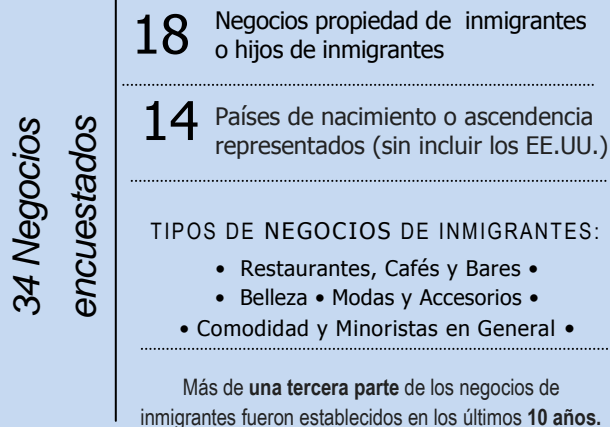 34 Negocios
encuestados
18 Negocios propiedad de inmigrantes
o hijos de inmigrantes
14 Países de nacimiento o ascendencia
representados (sin incluir los EE.UU.)
TIPOS DE NEGOCIOS DE INMIGRANTES:
• Restaurantes, Cafés y Bares •
• Belleza • Modas y Accesorios •
• Comodidad y Minoristas en General •
Más de una tercera parte de los negocios de
inmigrantes fueron establecidos en los últimos 10 años.